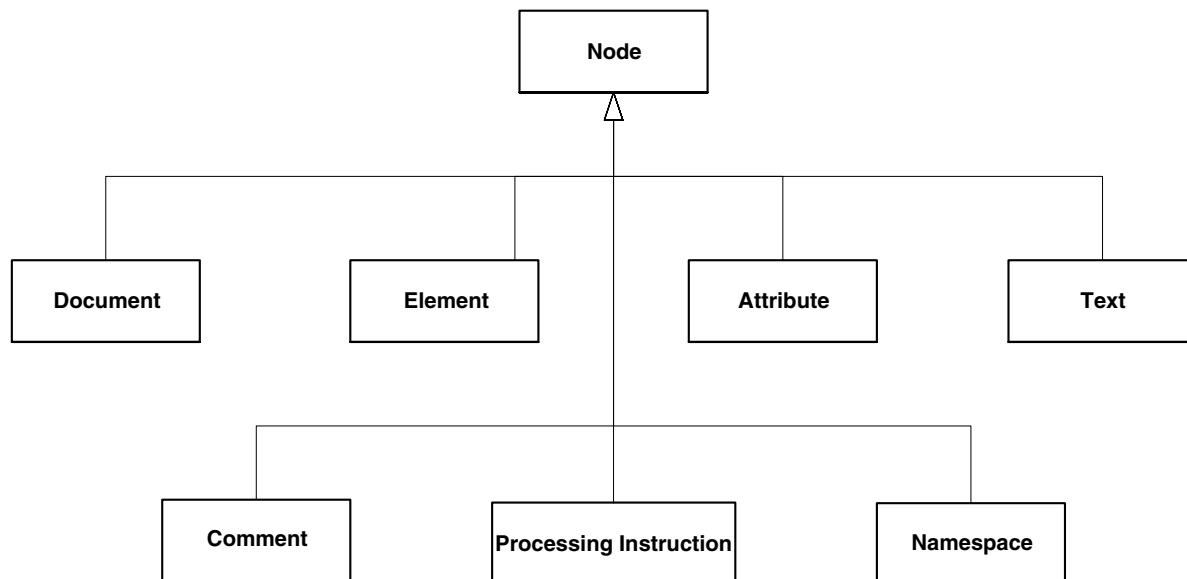 Node
Document
Element
Attribute
Text
Comment
Processing Instruction
Namespace